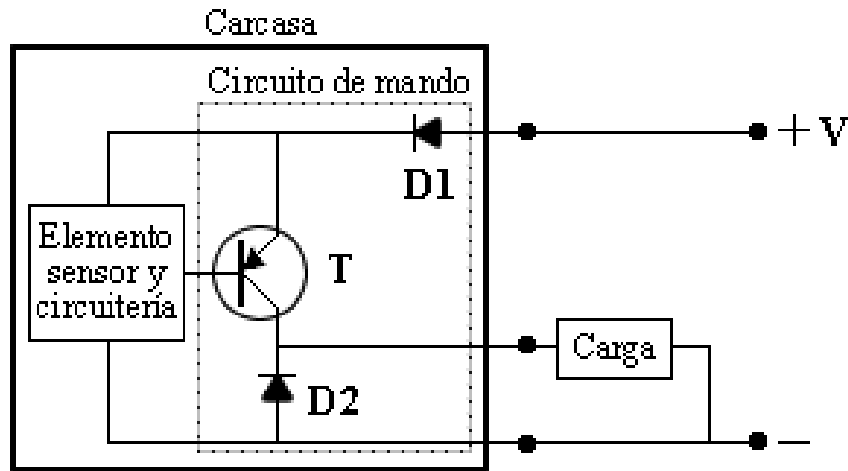 Carcasa
Circuito de mando
+ V
D1
Elemento
sensor y
circuitería
T
Carga
D2
—